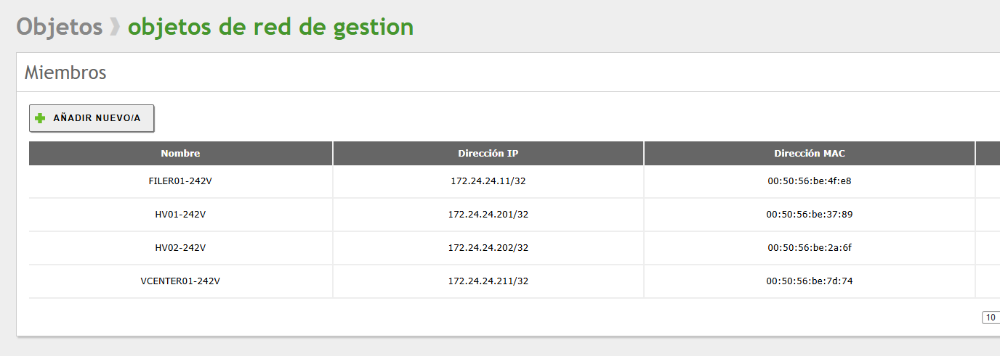 Objetos » objetos de red de gestion
Miembros
AÑADIR NUEVO/A
Nombre Dirección IP Dirección MAC
FILER01-242V 172.24.24.11/32 00:50:56:be:4f:e8
HV01-242V 172.24.24.201/32 00:50:56:be:37:89
HV02-242V 172.24.24.202/32 00:50:56:be:2a:6f
VCENTER01-242V 172.24.24.211/32 00:50:56:be:7d:74
10